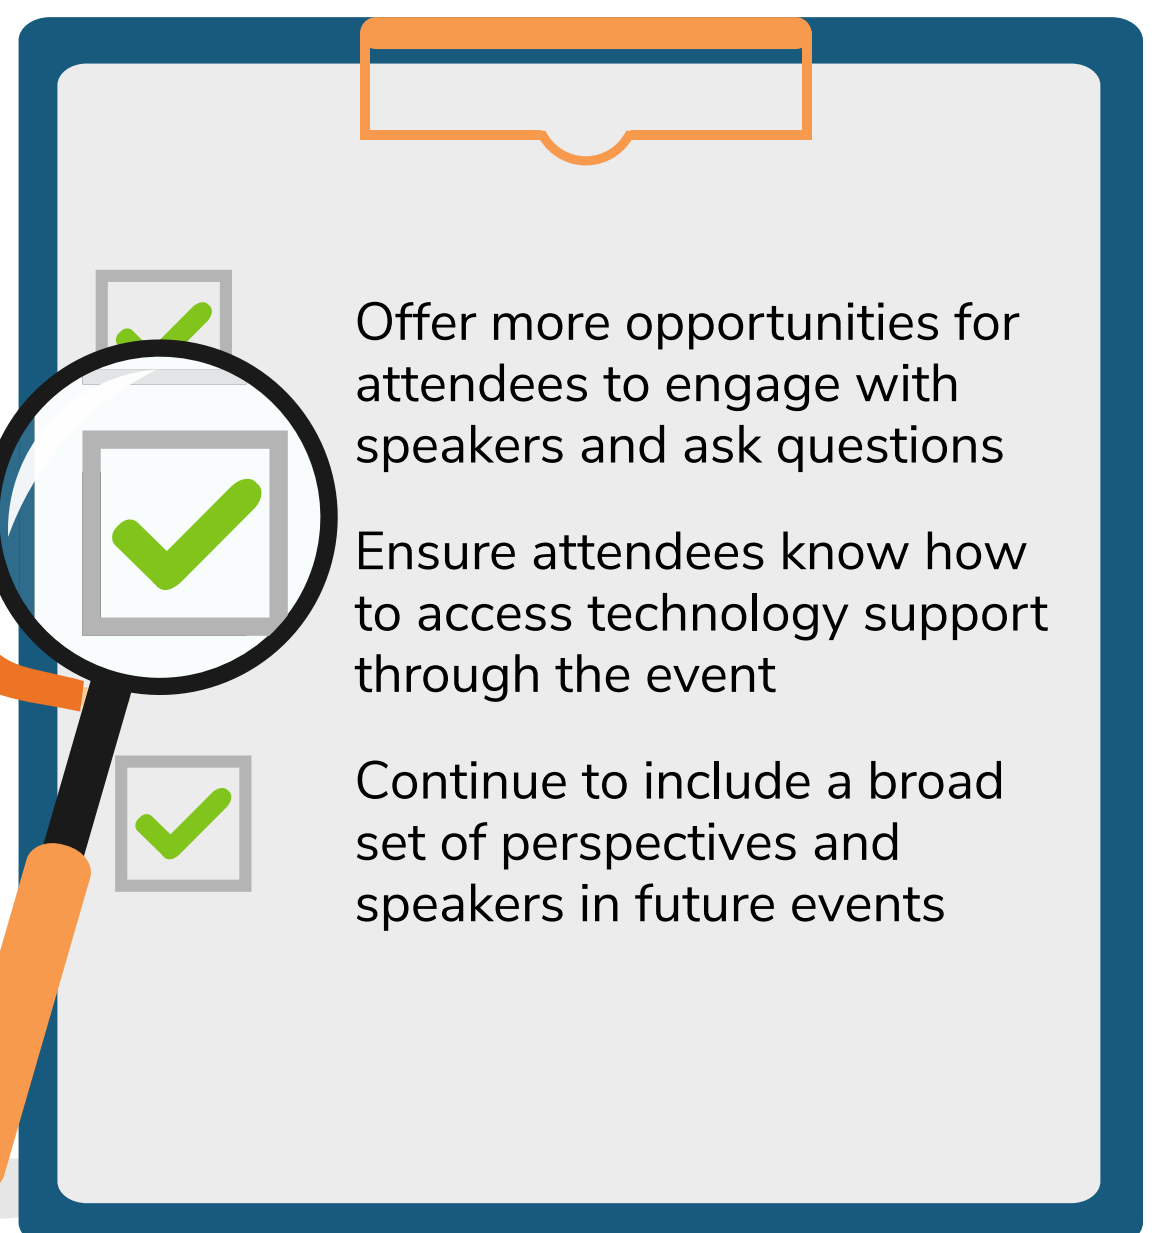 Offer more opportunities for
attendees to engage with
speakers and ask questions
Ensure attendees know how
to access technology support
through the event
Continue to include a broad
set of perspectives and
speakers in future events